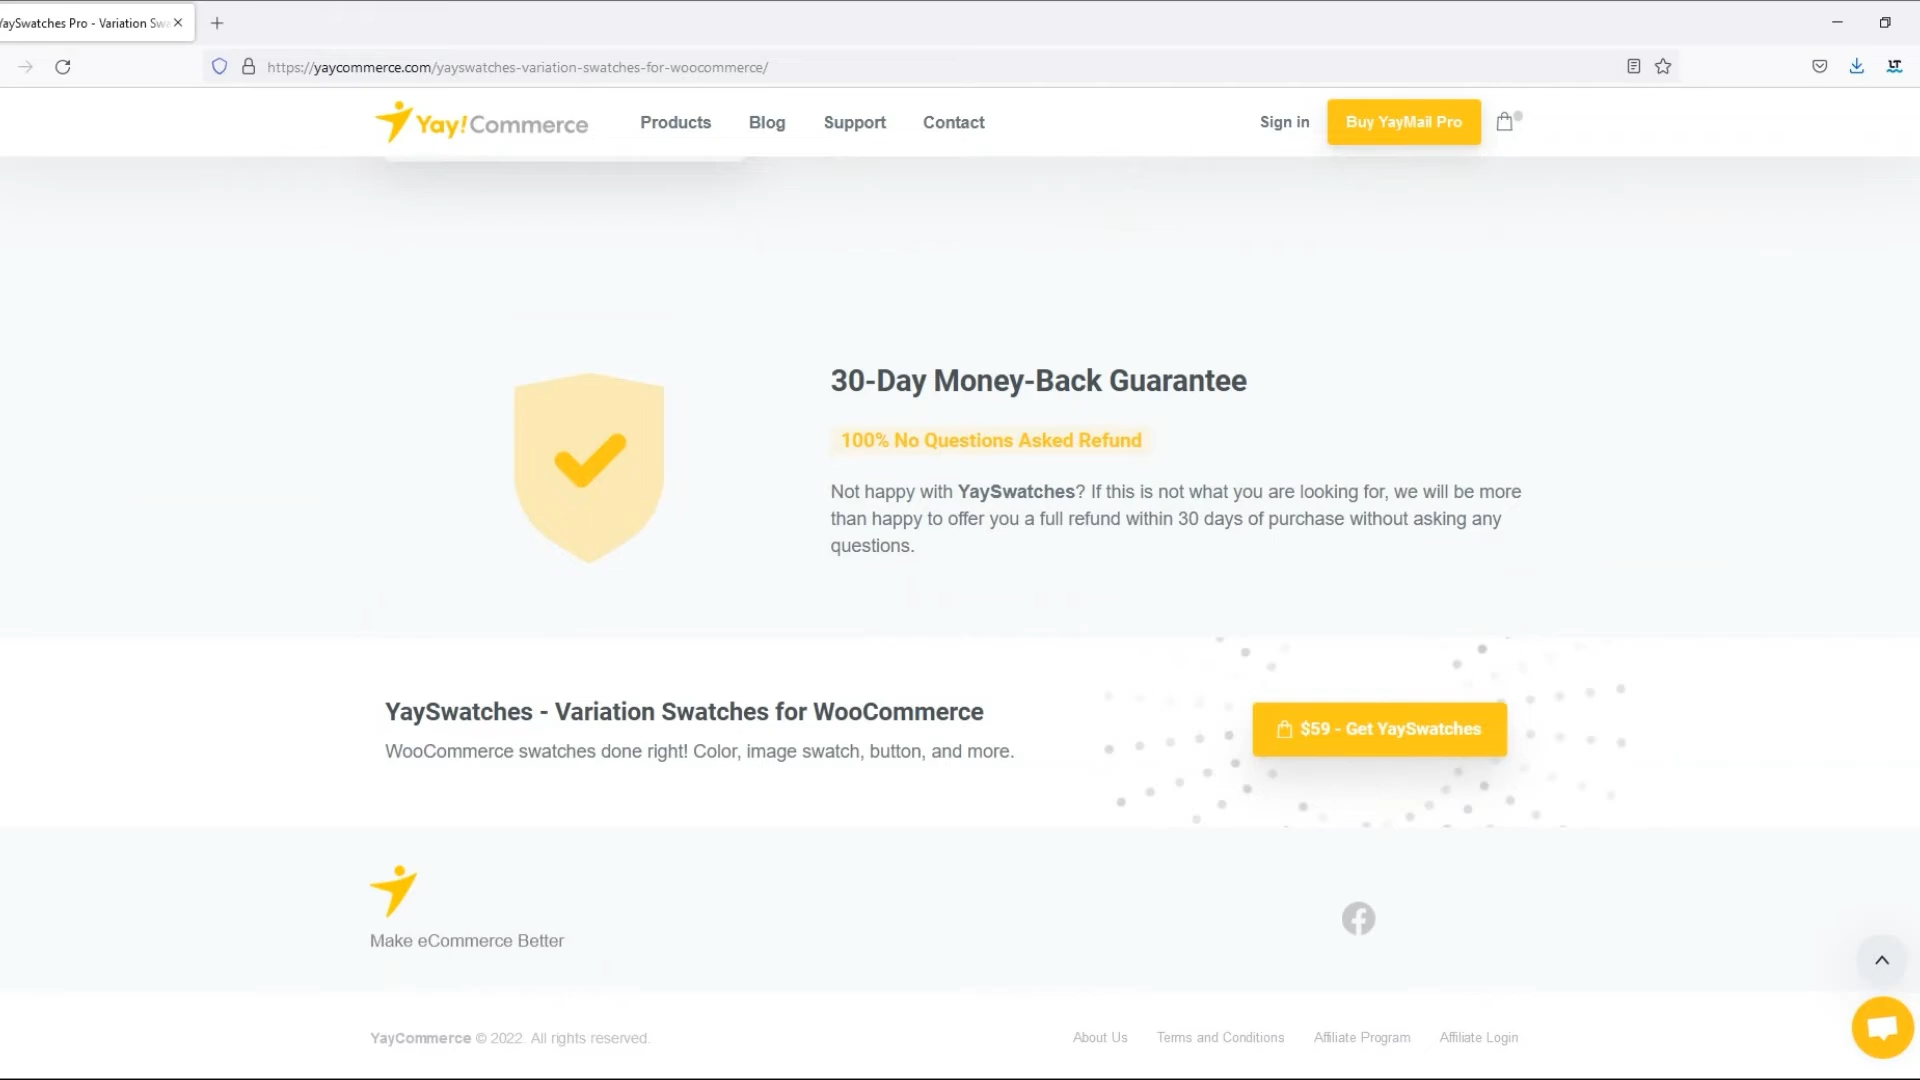 YaySwatches Pro - Variation Swa
https://yaycommerce.com/yayswatches-variation-swatches-for-woocommerce/
LT
Yay!Commerce
Products Blog Support Contact
Sign in Buy YayMail Pro
30-Day Money-Back Guarantee
100% No Questions Asked Refund
Not happy with YaySwatches? If this is not what you are looking for, we will be more
than happy to offer you a full refund within 30 days of purchase without asking any
questions.
YaySwatches - Variation Swatches for WooCommerce
WooCommerce swatches done right! Color, image swatch, button, and more.
$59 - Get YaySwatches
Make eCommerce Better
YayCommerce © 2022. All rights reserved.
About Us Terms and Conditions Affiliate Program Affiliate Login